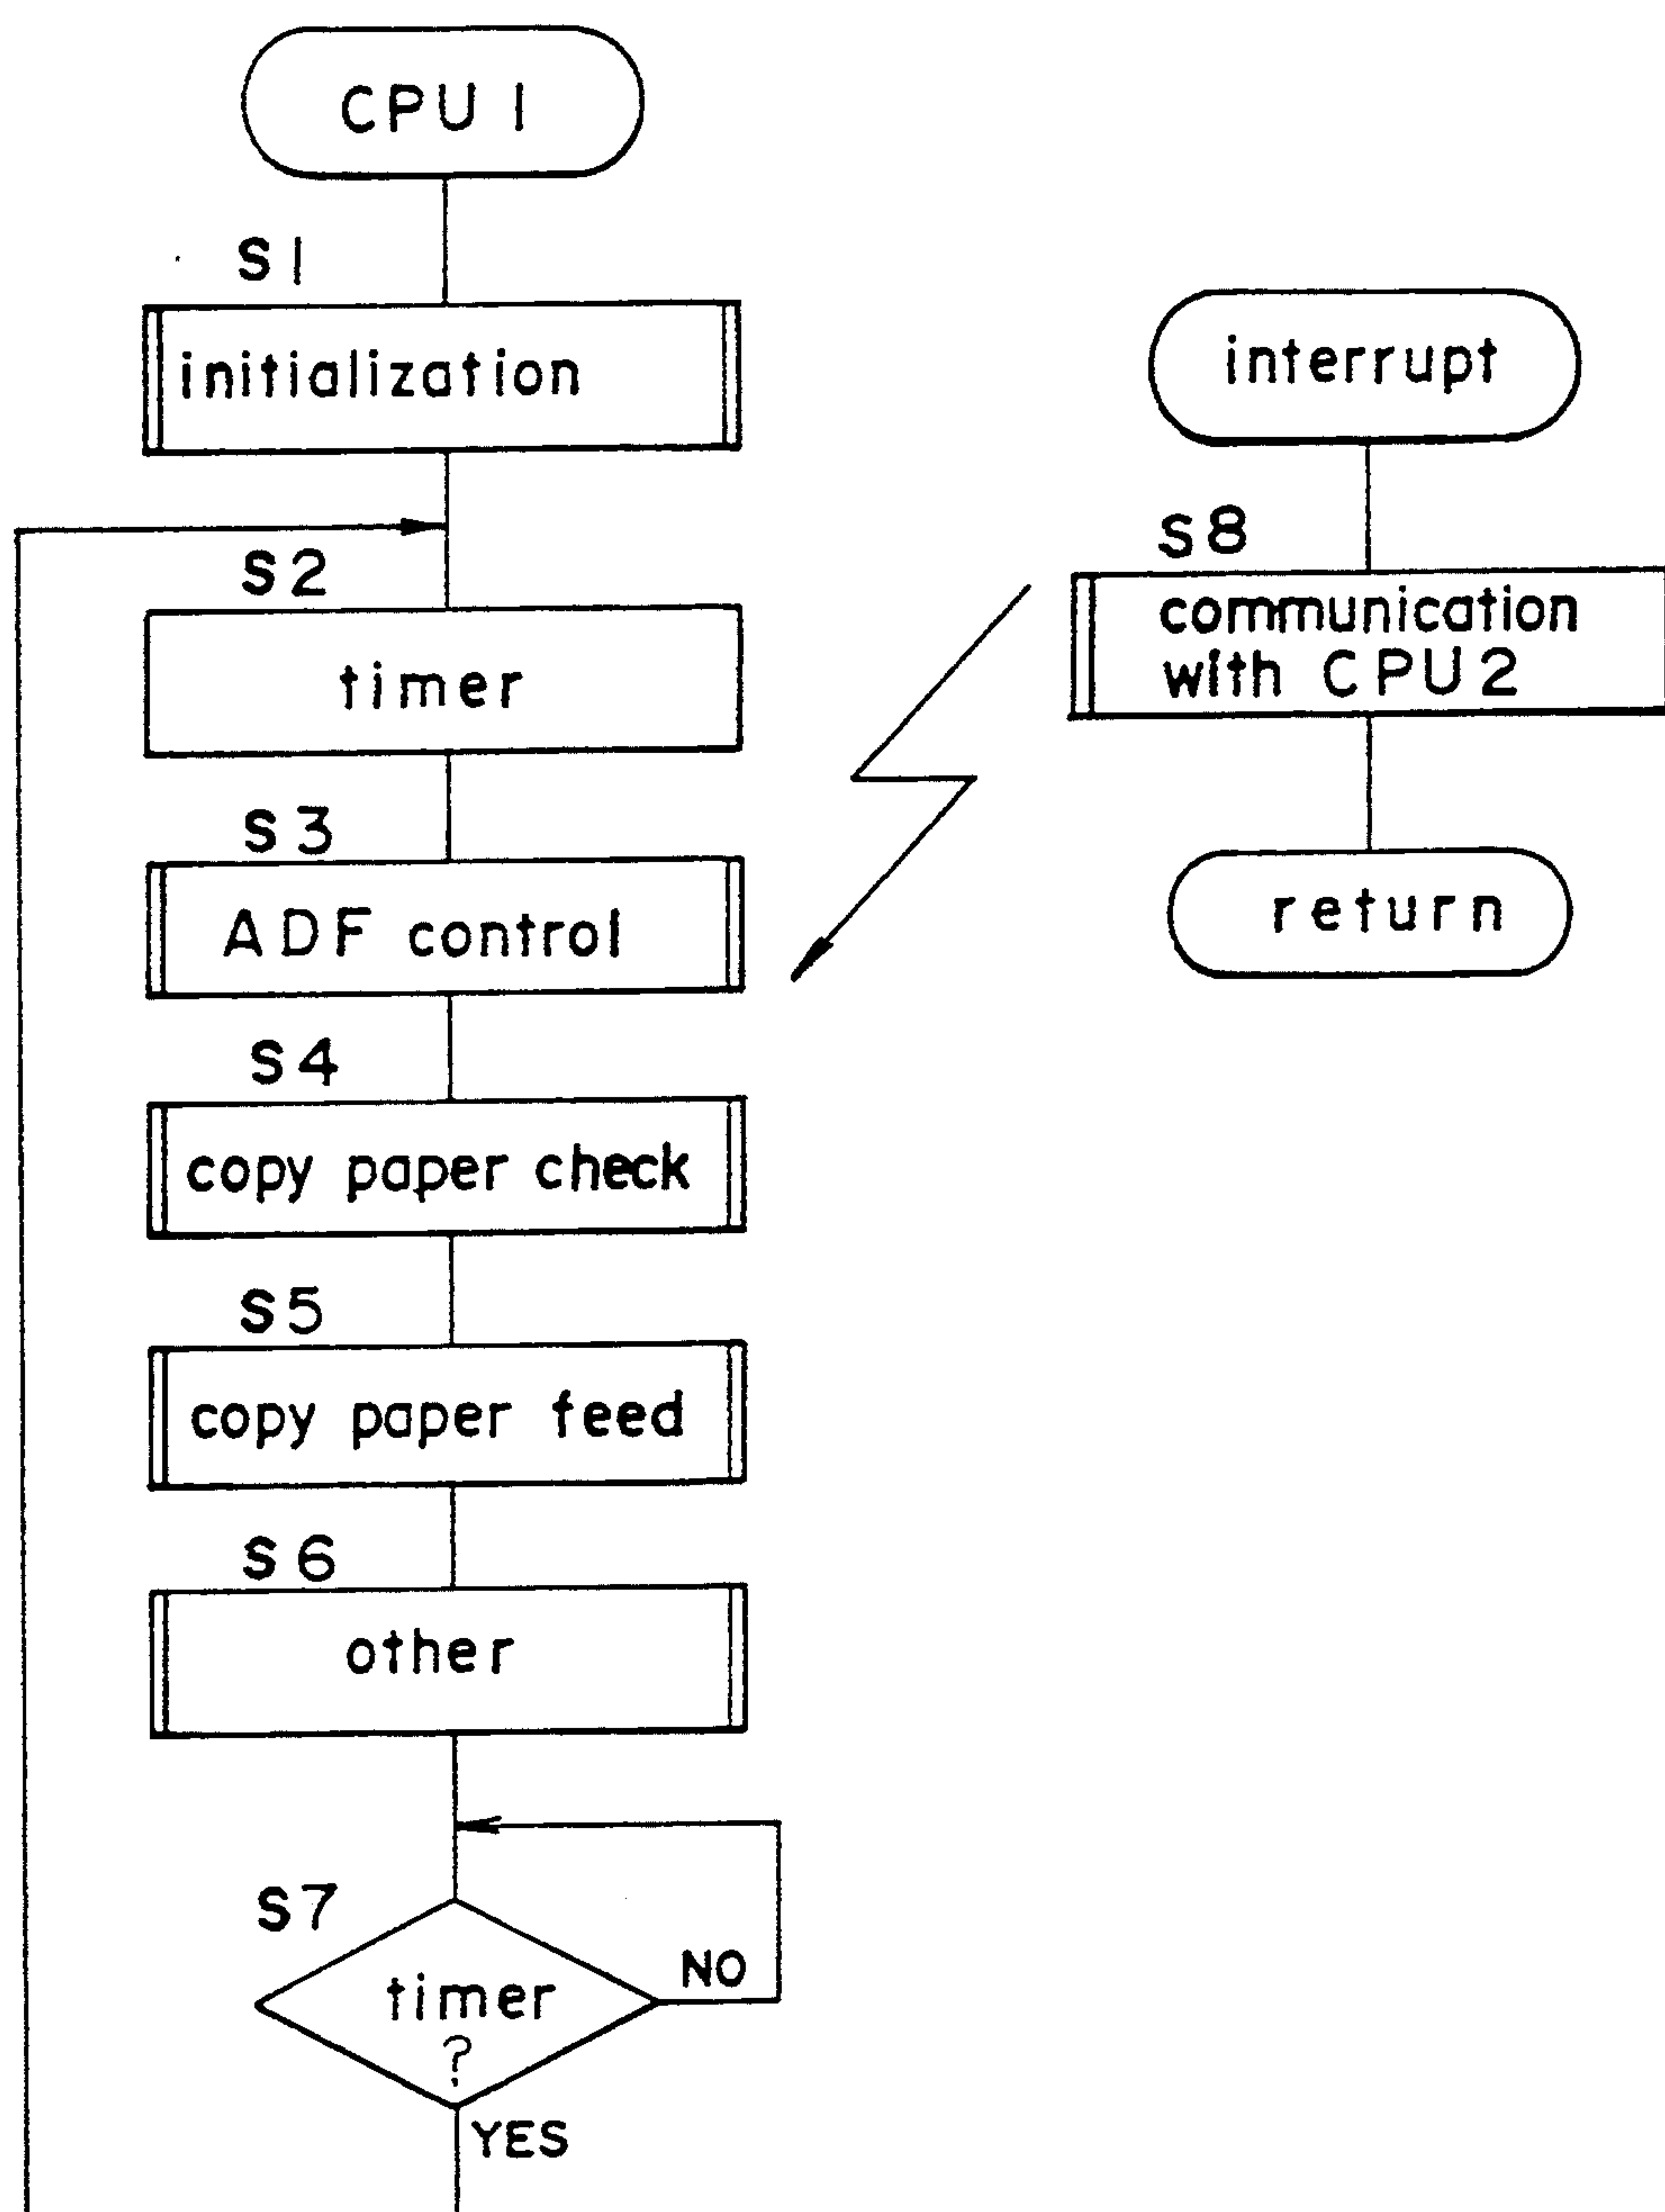 CPU 1
S1
initialization
S2
timer
S3
ADF control
S4
copy paper check
S5
copy paper feed
S6
other
S7
timer
?
NO
YES
interrupt
S8
communication
with CPU2
return